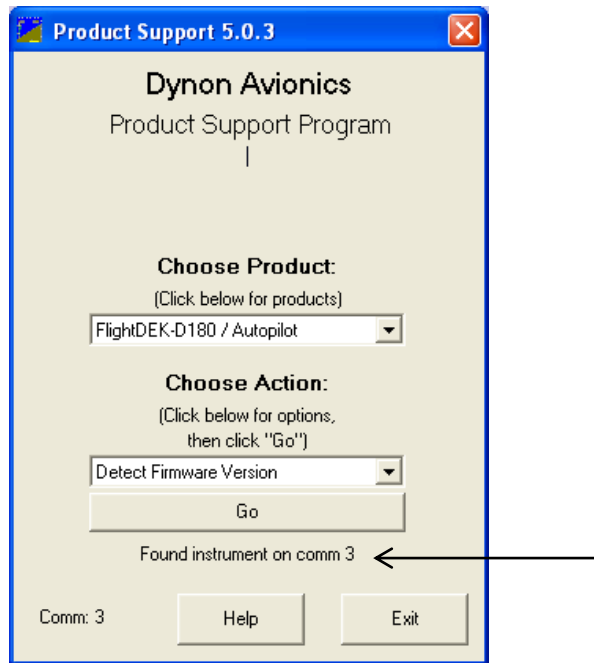 Product Support 5.0.3
Dynon Avionics
Product Support Program
|
Choose Product:
(Click below for products)
FlightDEK-D180 / Autopilot
Choose Action:
(Click below for options,
then click "Go")
Detect Firmware Version
Go
Found instrument on comm 3
Comm: 3
Help
Exit